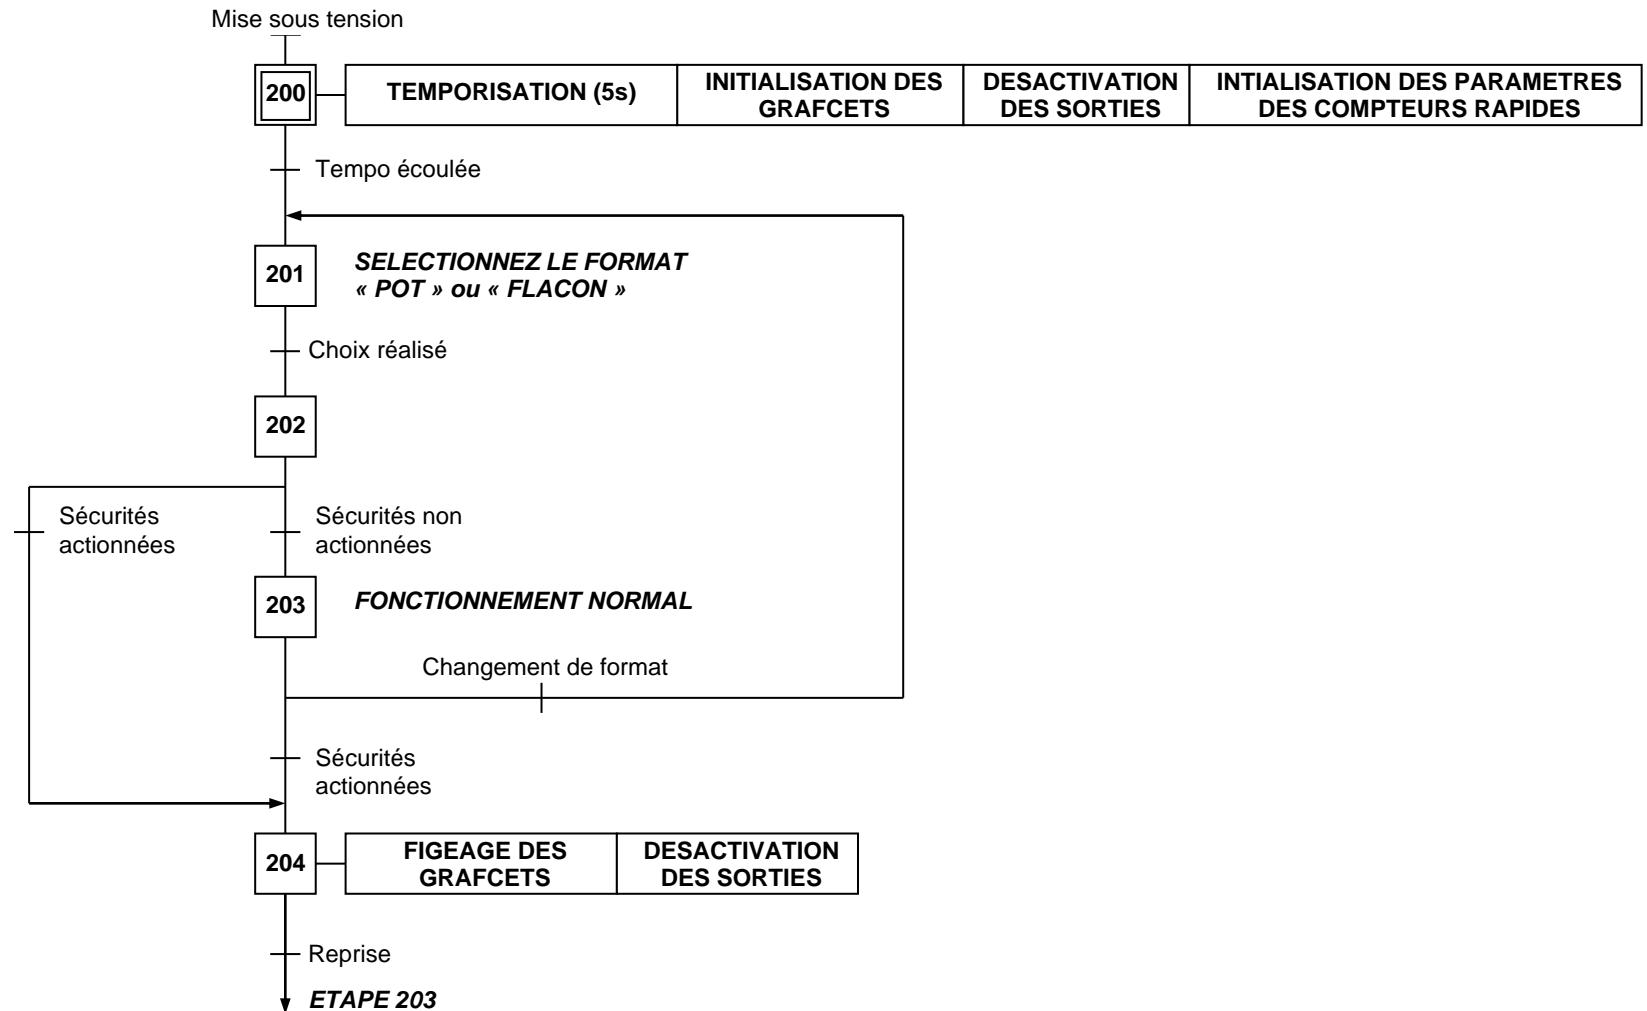 Mise sous tension
200
TEMPORISATION (5s)
INITIALISATION DES
GRAFCETS
DESACTIVATION
DES SORTIES
INTIALISATION DES PARAMETRES
DES COMPTEURS RAPIDES
Tempo écoulée
201
SELECTIONNEZ LE FORMAT
« POT » ou « FLACON »
Choix réalisé
202
Sécurités
actionnées
Sécurités non
actionnées
203
FONCTIONNEMENT NORMAL
Changement de format
Sécurités
actionnées
204
FIGEAGE DES
GRAFCETS
DESACTIVATION
DES SORTIES
Reprise
ETAPE 203